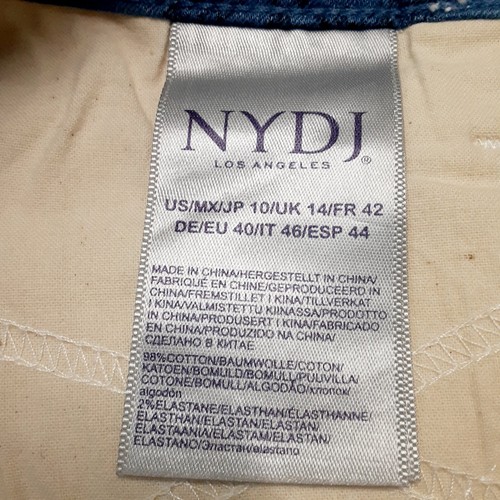 NYDJ®
LOS ANGELES
US/MX/JP 10/UK 14/FR 42
DE/EU 40/IT 46/ESP 44
MADE IN CHINA/HERGESTELLT IN CHINA/
FABRIQUÉ EN CHINE/GEPRODUCEERD IN
CHINA/FREMSTILLET I KINA/TILLVERKAT
I KINA/VALMISTETTU KIINASSA/PRODOTTO
IN CHINA/PRODUSERT I KINA/FABRICADO
EN CHINA/PRODUZIDO NA CHINA/
СДЕЛАНО В КИТАЕ
98%COTTON/BAUMWOLLE/COTON/
KATOEN/BOMULD/BOMULL/PUUVILLA/
COTONE/BOMULL/ALGODÃO/хлопок/
algodón
2%ELASTANE/ELASTHAN/ÉLASTHANNE/
ELASTHAN/ELASTAN/ELASTAN/
ELASTAANIA/ELASTAM/ELASTAN/
ELASTANO/Эластан/elastano